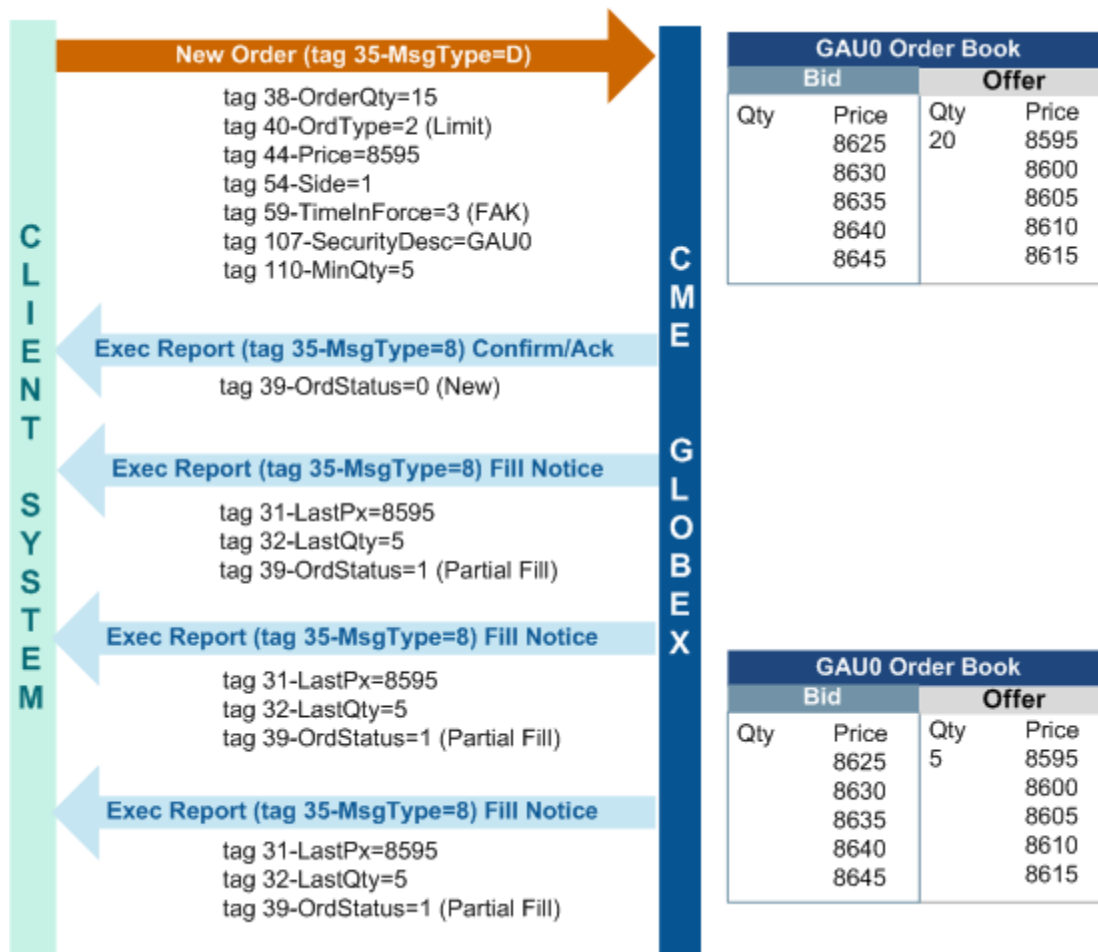 CLIENT SYSTEM
New Order (tag 35-MsgType=D)
tag 38-OrderQty=15
tag 40-OrdType=2 (Limit)
tag 44-Price=8595
tag 54-Side=1
tag 59-TimeInForce=3 (FAK)
tag 107-SecurityDesc=GAU0
tag 110-MinQty=5
Exec Report (tag 35-MsgType=8) Confirm/Ack
tag 39-OrdStatus=0 (New)
Exec Report (tag 35-MsgType=8) Fill Notice
tag 31-LastPx=8595
tag 32-LastQty=5
tag 39-OrdStatus=1 (Partial Fill)
Exec Report (tag 35-MsgType=8) Fill Notice
tag 31-LastPx=8595
tag 32-LastQty=5
tag 39-OrdStatus=1 (Partial Fill)
Exec Report (tag 35-MsgType=8) Fill Notice
tag 31-LastPx=8595
tag 32-LastQty=5
tag 39-OrdStatus=1 (Partial Fill)
CME GLOBEX
GAU0 Order Book
Bid Offer
Qty Price Qty Price
8625 20 8595
8630 8600
8635 8605
8640 8610
8645 8615
GAU0 Order Book
Bid Offer
Qty Price Qty Price
8625 5 8595
8630 8600
8635 8605
8640 8610
8645 8615